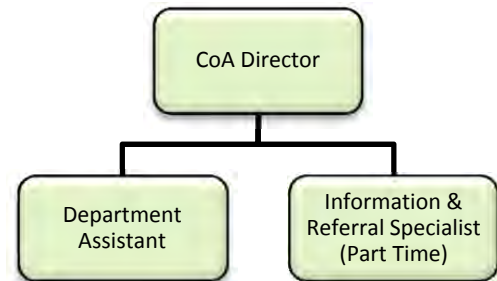 CoA Director
Department
Assistant
Information &
Referral Specialist
(Part Time)